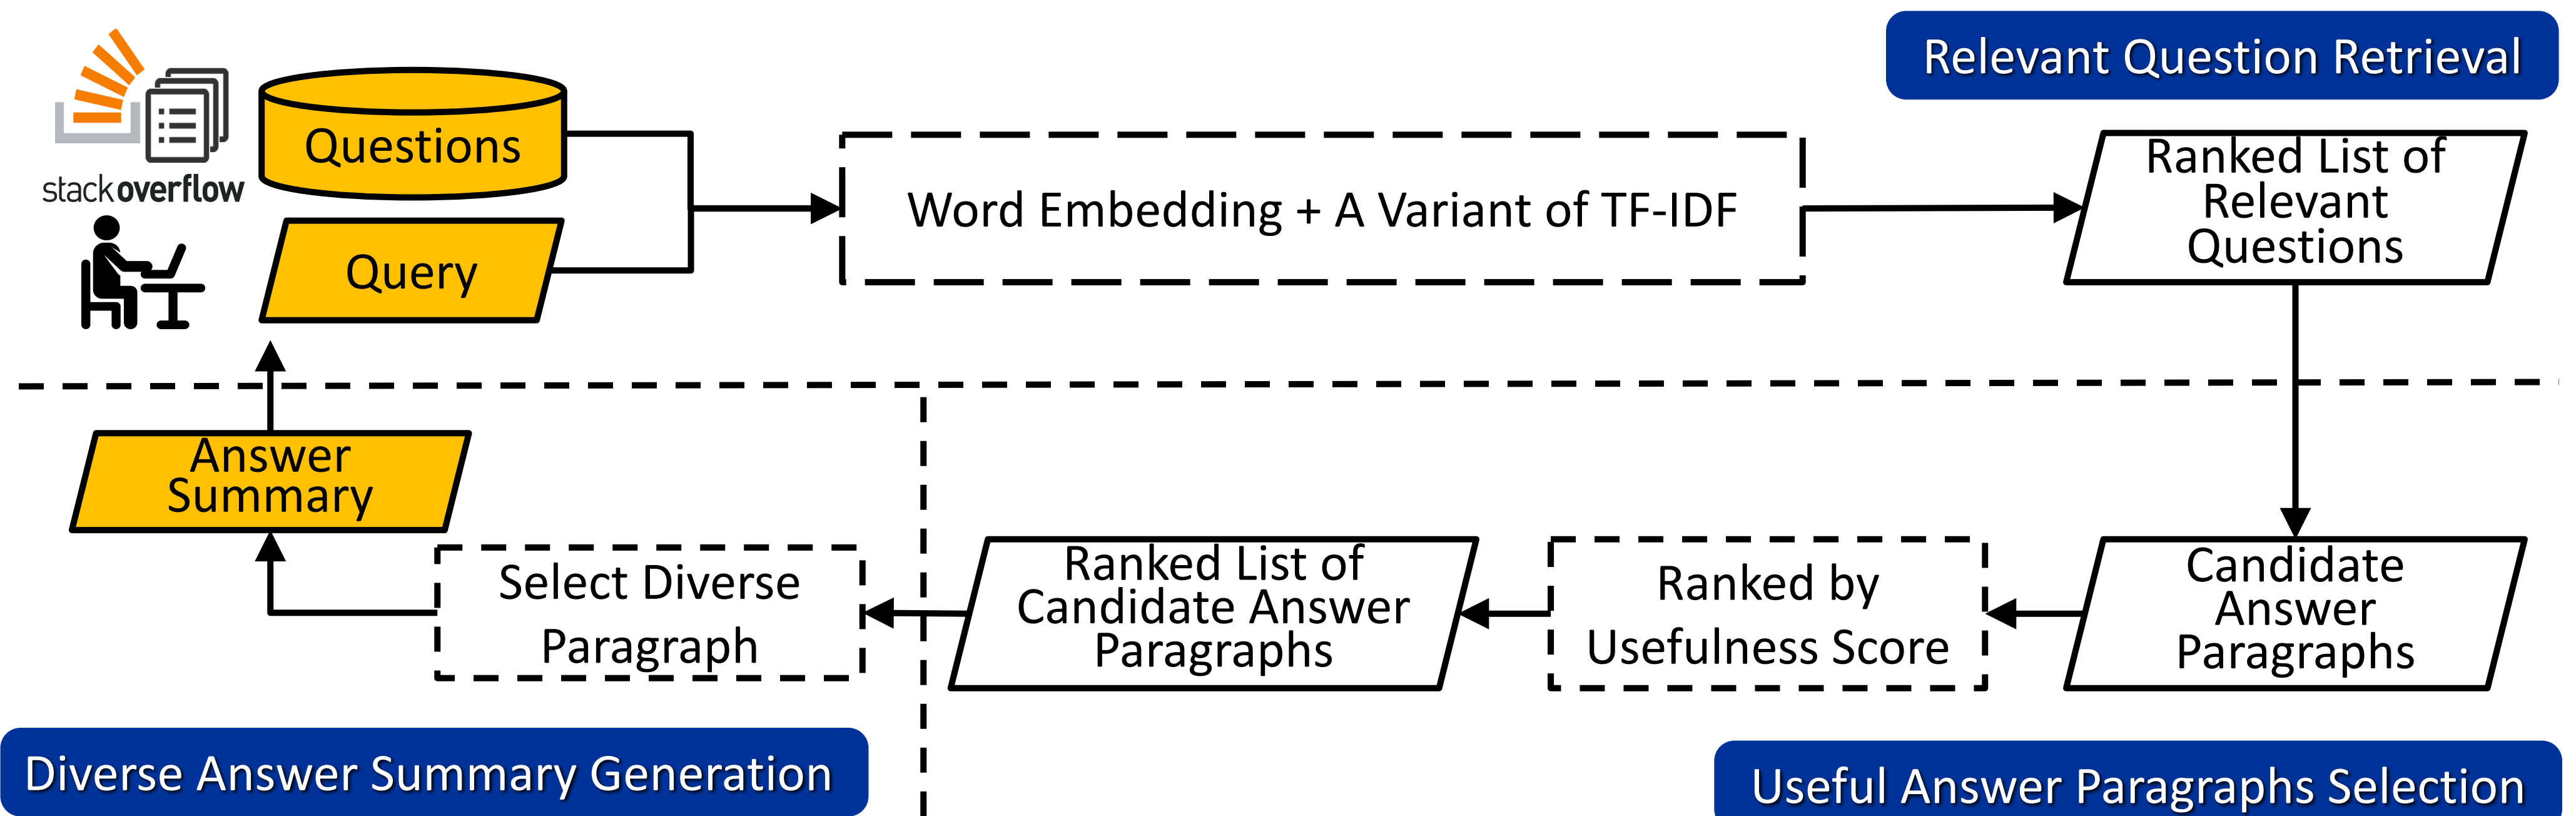 Relevant Question Retrieval
stackoverflow
Questions
Query
Word Embedding + A Variant of TF-IDF
Ranked List of
Relevant
Questions
Answer
Summary
Select Diverse
Paragraph
Ranked List of
Candidate Answer
Paragraphs
Ranked by
Usefulness Score
Candidate
Answer
Paragraphs
Diverse Answer Summary Generation
Useful Answer Paragraphs Selection